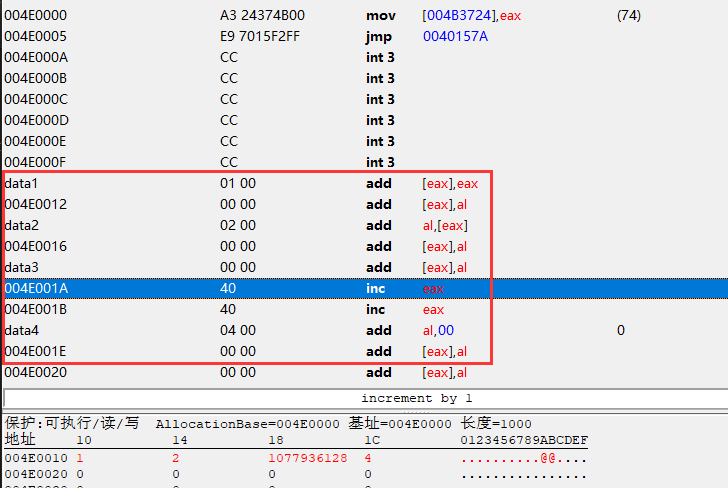 004E0000 A3 24374B00 mov [004B3724],eax (74)
004E0005 E9 7015F2FF jmp 0040157A
004E000A CC int 3
004E000B CC int 3
004E000C CC int 3
004E000D CC int 3
004E000E CC int 3
004E000F CC int 3
data1 01 00 add [eax],eax
004E0012 00 00 add [eax],al
data2 02 00 add al,[eax]
004E0016 00 00 add [eax],al
data3 00 00 add [eax],al
004E001A 40 inc eax
004E001B 40 inc eax
data4 04 00 add al,00 0
004E001E 00 00 add [eax],al
004E0020 00 00 add [eax],al
increment by 1
保护:可执行/读/写 AllocationBase=004E0000 基址=004E0000 长度=1000
地址 10 14 18 1C 0123456789ABCDEF
004E0010 1 2 1077936128 4 ..........@@....
004E0020 0 0 0 0 ................